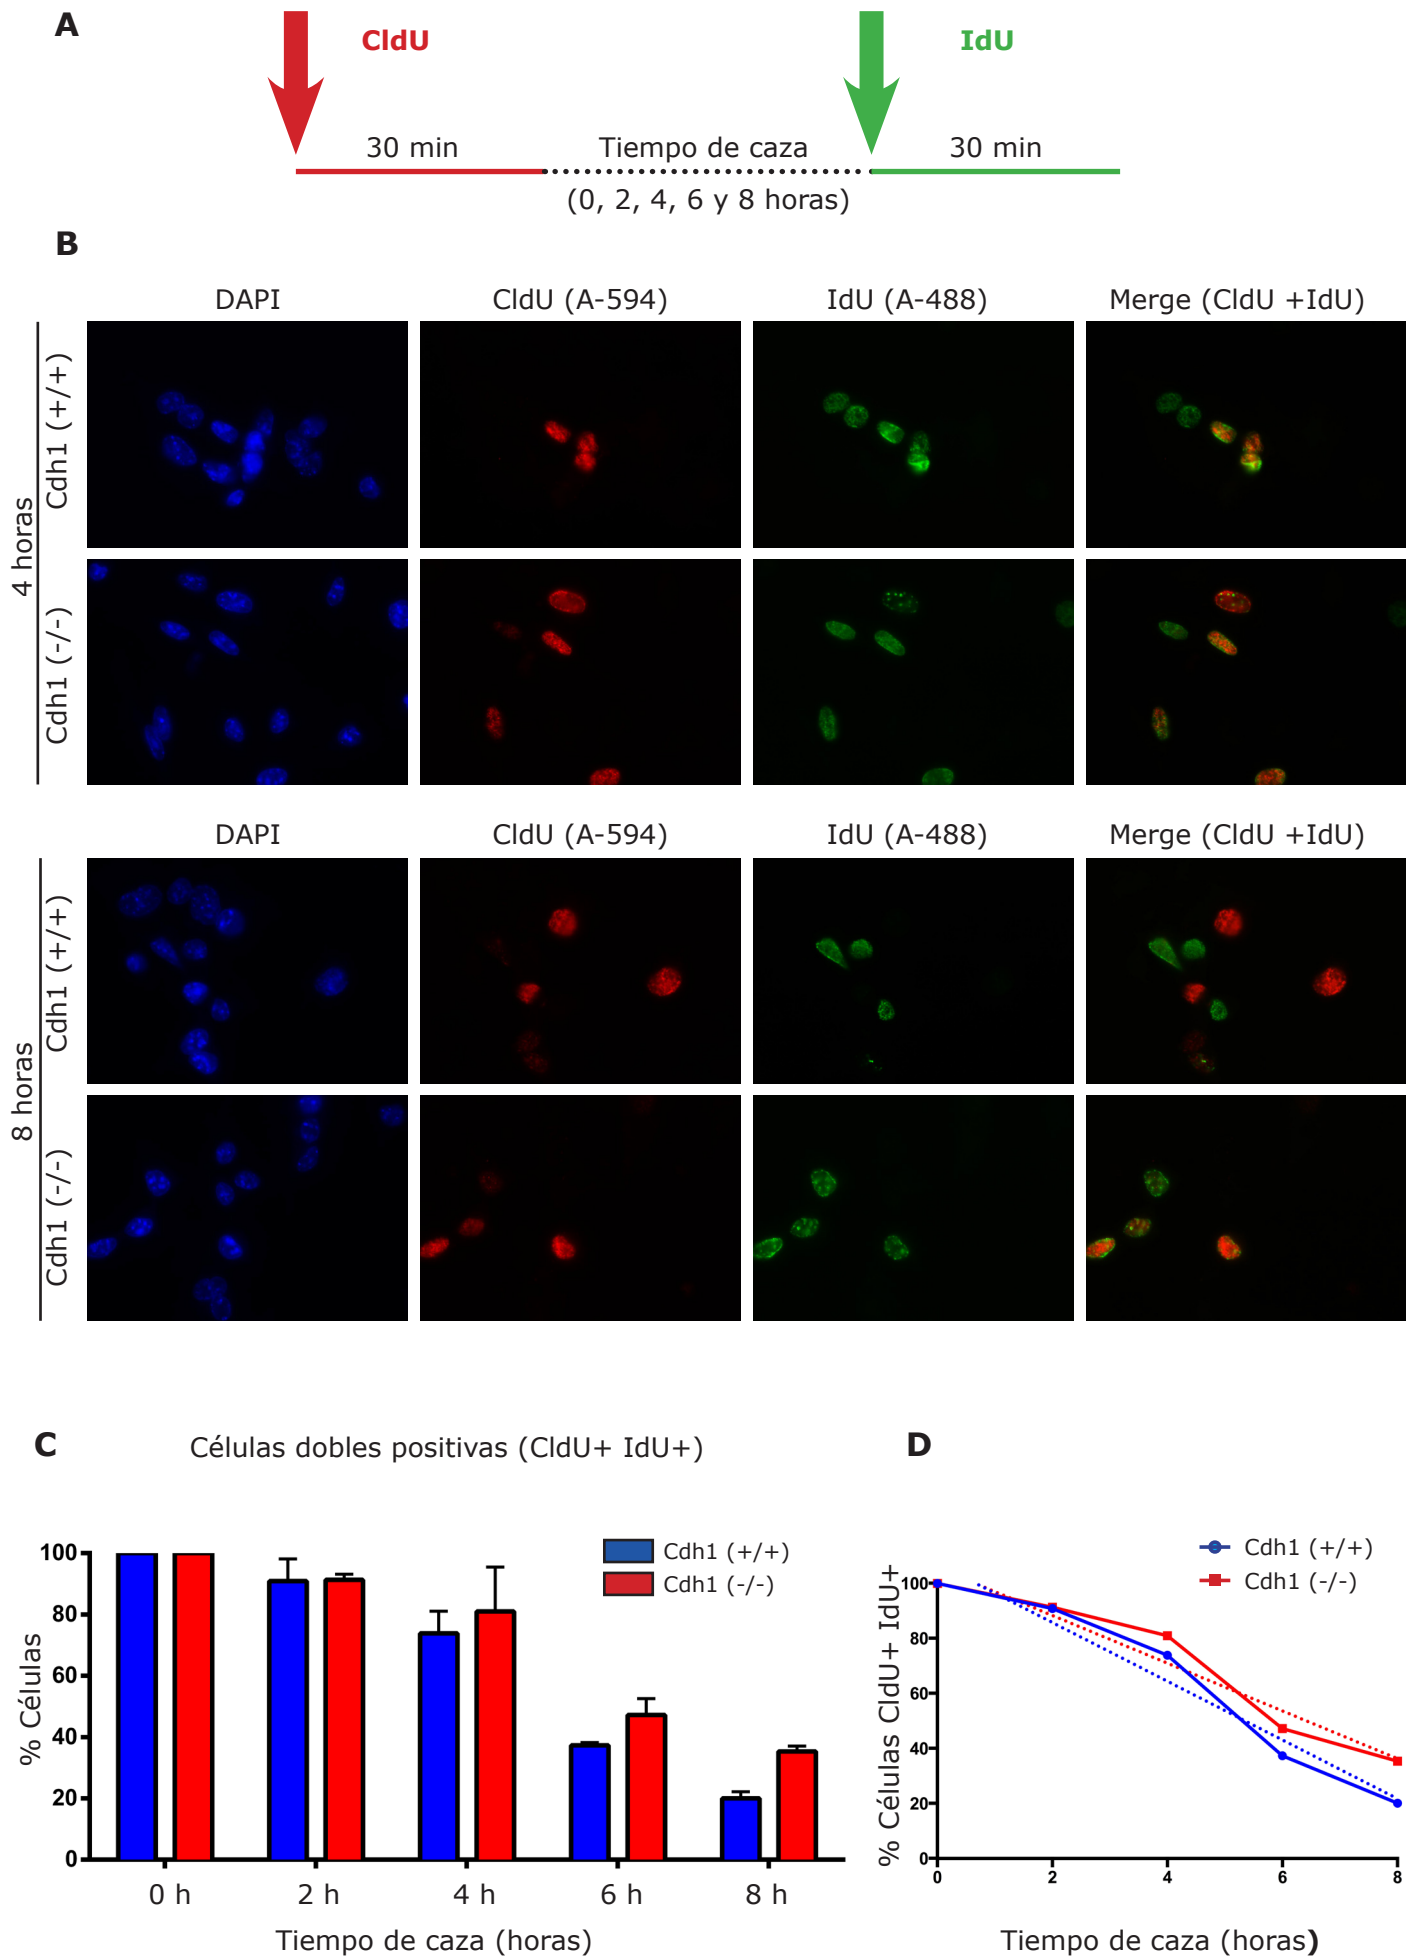 A
CldU
IdU
30 min
Tiempo de caza
30 min
(0, 2, 4, 6 y 8 horas)
B
DAPI
CldU (A-594)
IdU (A-488)
Merge (CldU +IdU)
4 horas
Cdh1 (+/+)
Cdh1 (-/-)
DAPI
CldU (A-594)
IdU (A-488)
Merge (CldU +IdU)
8 horas
Cdh1 (+/+)
Cdh1 (-/-)
C
Células dobles positivas (CldU+ IdU+)
Cdh1 (+/+)
Cdh1 (-/-)
% Células
100
80
60
40
20
0
0 h
2 h
4 h
6 h
8 h
Tiempo de caza (horas)
D
Cdh1 (+/+)
Cdh1 (-/-)
% Células CldU+ IdU+
100
80
60
40
20
0
0
2
4
6
8
Tiempo de caza (horas)